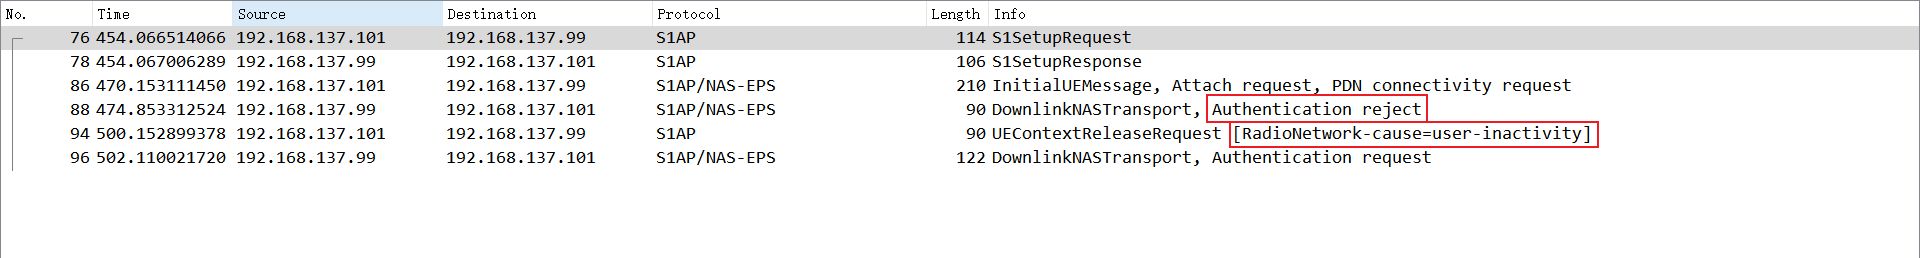 No. Time Source Destination Protocol Length Info
76 454.066514066 192.168.137.101 192.168.137.99 S1AP 114 S1SetupRequest
78 454.067006289 192.168.137.99 192.168.137.101 S1AP 106 S1SetupResponse
86 470.153111450 192.168.137.101 192.168.137.99 S1AP/NAS-EPS 210 InitialUEMessage, Attach request, PDN connectivity request
88 474.853312524 192.168.137.99 192.168.137.101 S1AP/NAS-EPS 90 DownlinkNASTransport, Authentication reject
94 500.152899378 192.168.137.101 192.168.137.99 S1AP 90 UEContextReleaseRequest [RadioNetwork-cause=user-inactivity]
96 502.110021720 192.168.137.99 192.168.137.101 S1AP/NAS-EPS 122 DownlinkNASTransport, Authentication request